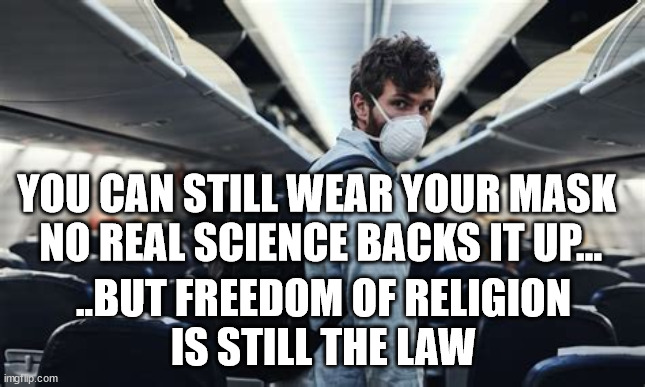 YOU CAN STILL WEAR YOUR MASK
NO REAL SCIENCE BACKS IT UP...
..BUT FREEDOM OF RELIGION
IS STILL THE LAW
imgflip.com